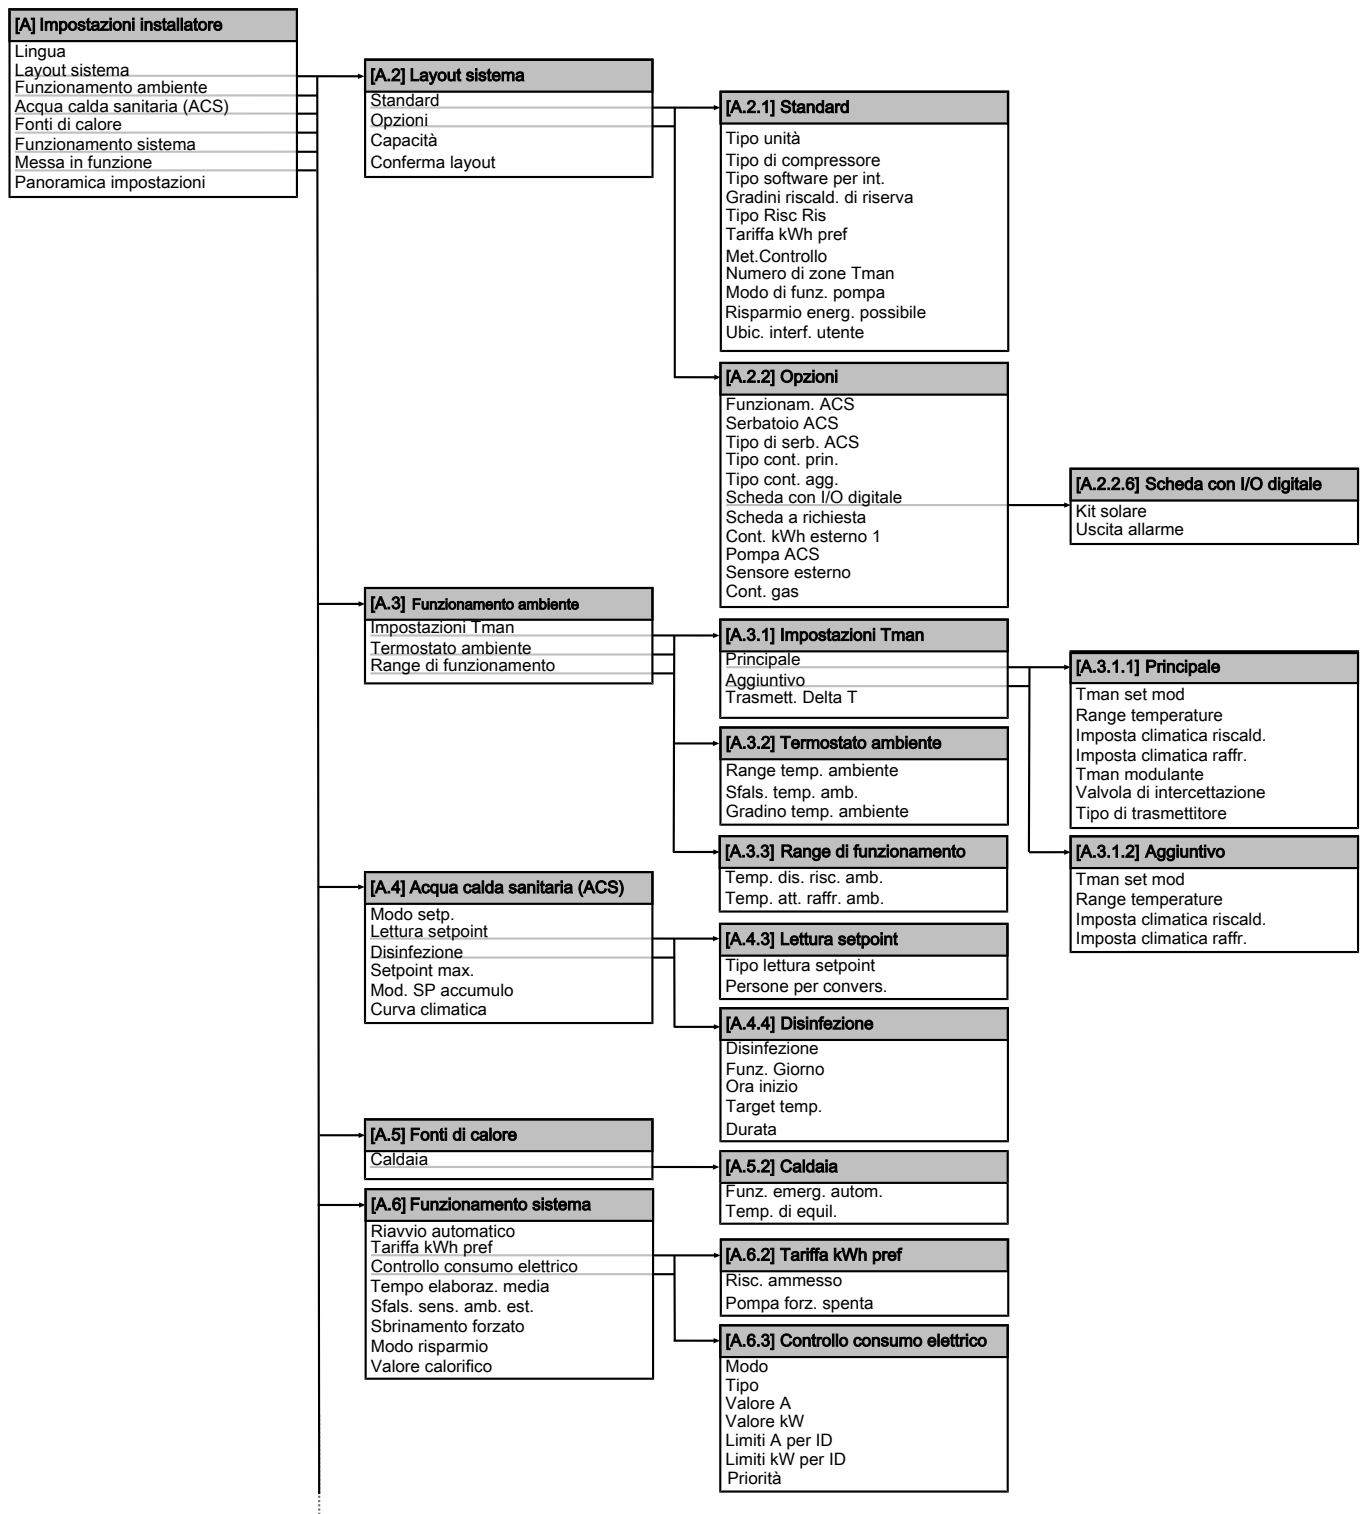 [A] Impostazioni installatore
Lingua
Layout sistema
Funzionamento ambiente
Acqua calda sanitaria (ACS)
Fonti di calore
Funzionamento sistema
Messa in funzione
Panoramica impostazioni
[A.2] Layout sistema
Standard
Opzioni
Capacità
Conferma layout
[A.2.1] Standard
Tipo unità
Tipo di compressore
Tipo software per int.
Gradini riscald. di riserva
Tipo Risc Ris
Tariffa kWh pref
Met.Controllo
Numero di zone Tman
Modo di funz. pompa
Risparmio energ. possibile
Ubic. interf. utente
[A.2.2] Opzioni
Funzionam. ACS
Serbatoio ACS
Tipo di serb. ACS
Tipo cont. prin.
Tipo cont. agg.
Scheda con I/O digitale
Scheda a richiesta
Cont. kWh esterno 1
Pompa ACS
Sensore esterno
Cont. gas
[A.2.2.6] Scheda con I/O digitale
Kit solare
Uscita allarme
[A.3] Funzionamento ambiente
Impostazioni Tman
Termostato ambiente
Range di funzionamento
[A.3.1] Impostazioni Tman
Principale
Aggiuntivo
Trasmett. Delta T
[A.3.1.1] Principale
Tman set mod
Range temperature
Imposta climatica riscald.
Imposta climatica raffr.
Tman modulante
Valvola di intercettazione
Tipo di trasmettitore
[A.3.2] Termostato ambiente
Range temp. ambiente
Sfals. temp. amb.
Gradino temp. ambiente
[A.3.3] Range di funzionamento
Temp. dis. risc. amb.
Temp. att. raffr. amb.
[A.3.1.2] Aggiuntivo
Tman set mod
Range temperature
Imposta climatica riscald.
Imposta climatica raffr.
[A.4] Acqua calda sanitaria (ACS)
Modo setp.
Lettura setpoint
Disinfezione
Setpoint max.
Mod. SP accumulo
Curva climatica
[A.4.3] Lettura setpoint
Tipo lettura setpoint
Persone per convers.
[A.4.4] Disinfezione
Disinfezione
Funz. Giorno
Ora inizio
Target temp.
Durata
[A.5] Fonti di calore
Caldaia
[A.5.2] Caldaia
Funz. emerg. autom.
Temp. di equil.
[A.6] Funzionamento sistema
Riavvio automatico
Tariffa kWh pref
Controllo consumo elettrico
Tempo elaboraz. media
Sfals. sens. amb. est.
Sbrinamento forzato
Modo risparmio
Valore calorifico
[A.6.2] Tariffa kWh pref
Risc. ammesso
Pompa forz. spenta
[A.6.3] Controllo consumo elettrico
Modo
Tipo
Valore A
Valore kW
Limiti A per ID
Limiti kW per ID
Priorità